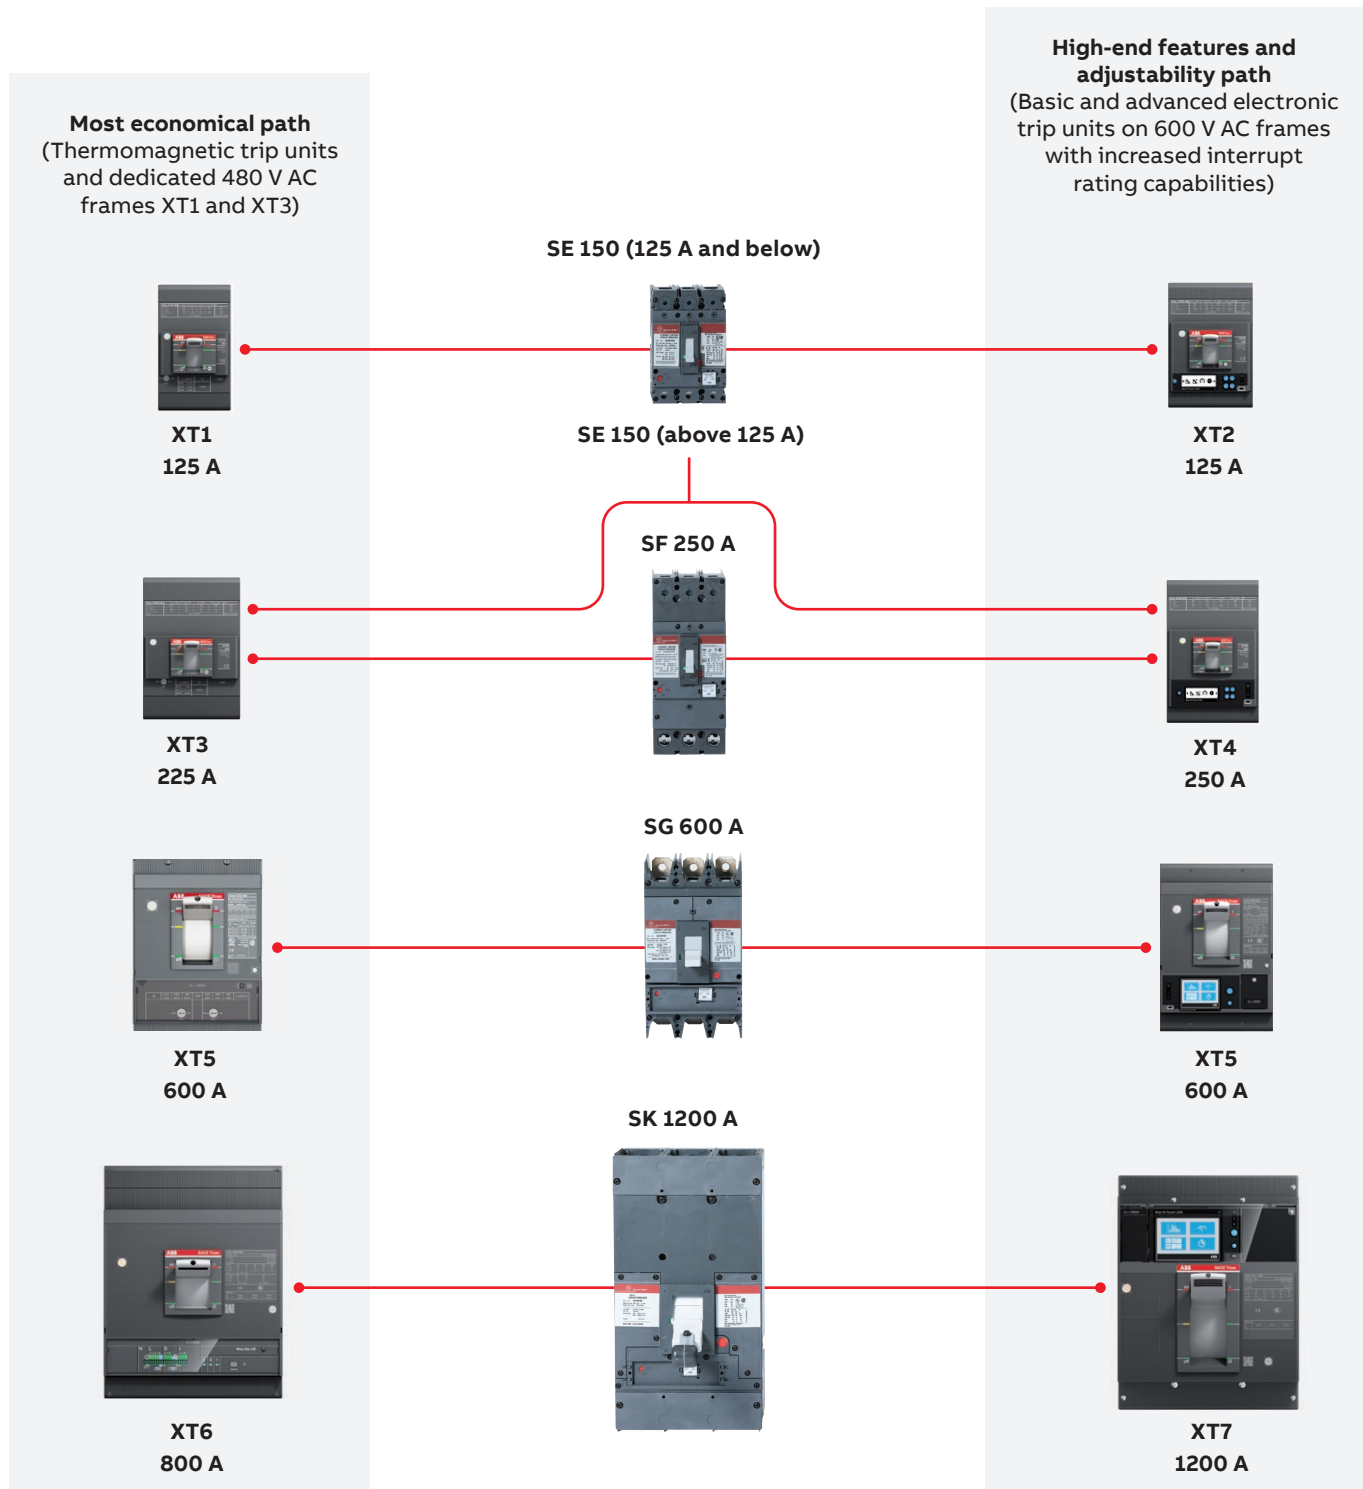 High-end features and
adjustability path
(Basic and advanced electronic
trip units on 600 V AC frames
with increased interrupt
rating capabilities)
Most economical path
(Thermomagnetic trip units
and dedicated 480 V AC
frames XT1 and XT3)
SE 150 (125 A and below)
XT1
125 A
SE 150 (above 125 A)
XT2
125 A
SF 250 A
XT3
225 A
XT4
250 A
SG 600 A
XT5
600 A
XT5
600 A
SK 1200 A
ABB
ABB
XT6
800 A
XT7
1200 A